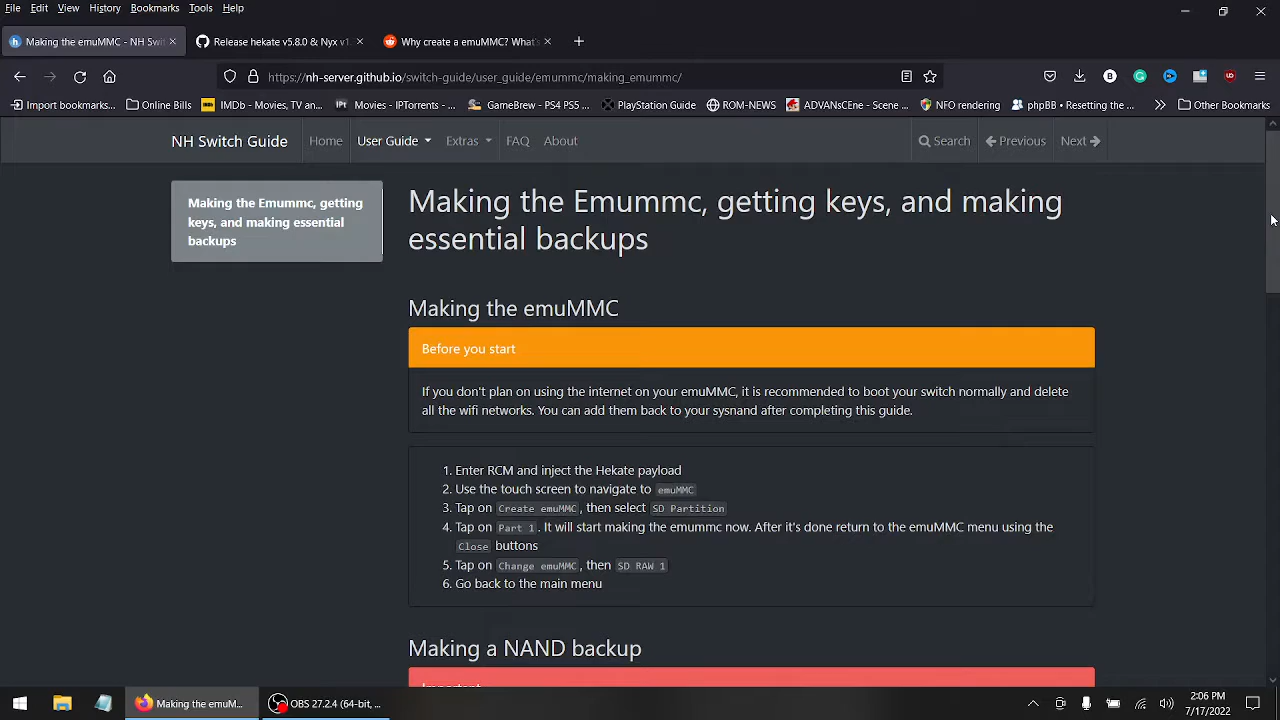 File Edit View History Bookmarks Tools Help
Making the emuMMC - NH Swit
Release hekate v5.8.0 & Nyx v1.
Why create a emuMMC? What's
https://nh-server.github.io/switch-guide/user_guide/emummc/making_emummc/
Import bookmarks...
Online Bills
IMDb
IMDb - Movies, TV an...
IPt
Movies - IPTorrents - ...
GameBrew - PS4 PS5 ...
PlayStation Guide
ROM-NEWS
ADVAnsCEne - Scene ...
NFO rendering
phpBB • Resetting the ...
Other Bookmarks
NH Switch Guide
Home
User Guide
Extras
FAQ
About
Search
Previous
Next
Making the Emummc, getting
keys, and making essential
backups
Making the Emummc, getting keys, and making
essential backups
Making the emuMMC
Before you start
If you don't plan on using the internet on your emuMMC, it is recommended to boot your switch normally and delete
all the wifi networks. You can add them back to your sysnand after completing this guide.
1. Enter RCM and inject the Hekate payload
2. Use the touch screen to navigate to emuMMC
3. Tap on Create emuMMC, then select SD Partition
4. Tap on Part 1. It will start making the emummc now. After it's done return to the emuMMC menu using the
Close buttons
5. Tap on Change emuMMC, then SD RAW 1
6. Go back to the main menu
Making a NAND backup
Important
Making the emuM...
OBS 27.2.4 (64-bit, ...
2:06 PM
7/17/2022